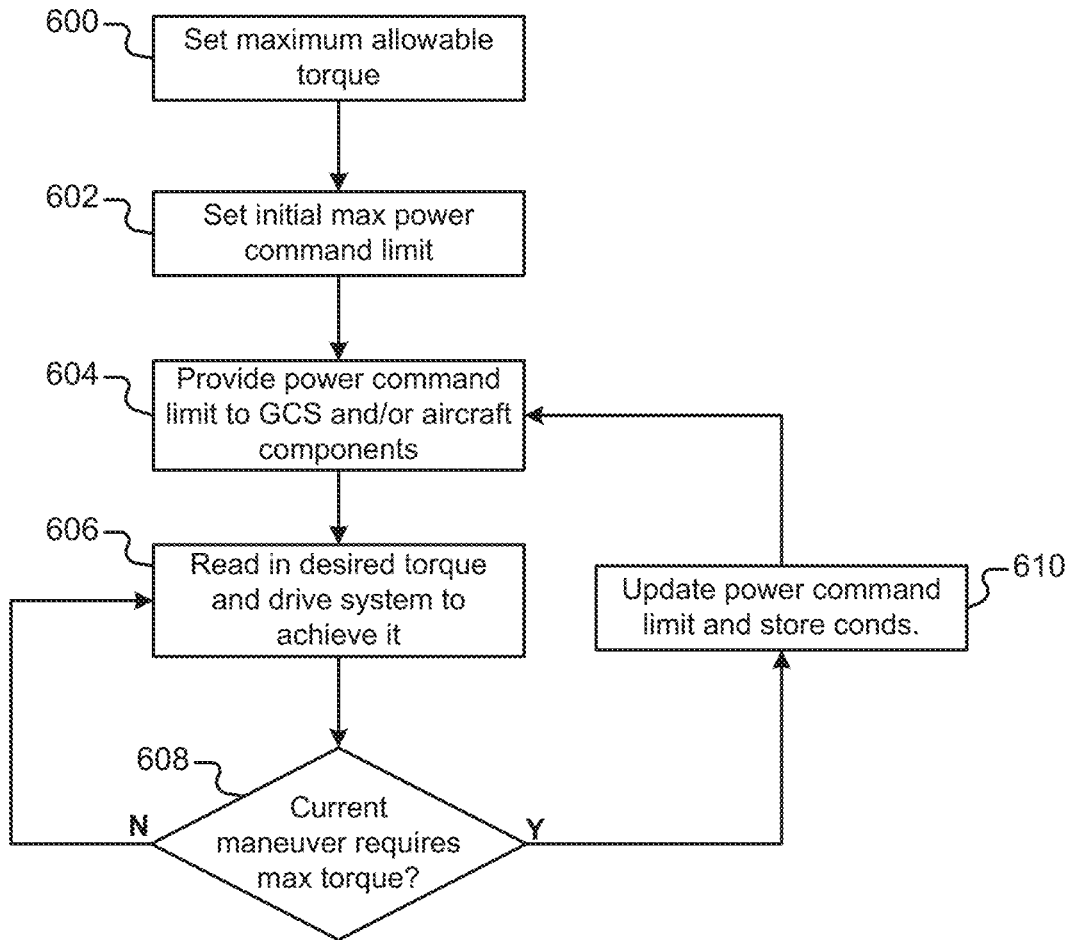 600
Set maximum allowable
torque
602
Set initial max power
command limit
604
Provide power command
limit to GCS and/or aircraft
components
606
Read in desired torque
and drive system to
achieve it
610
Update power command
limit and store conds.
608
Current
maneuver requires
max torque?
N
Y